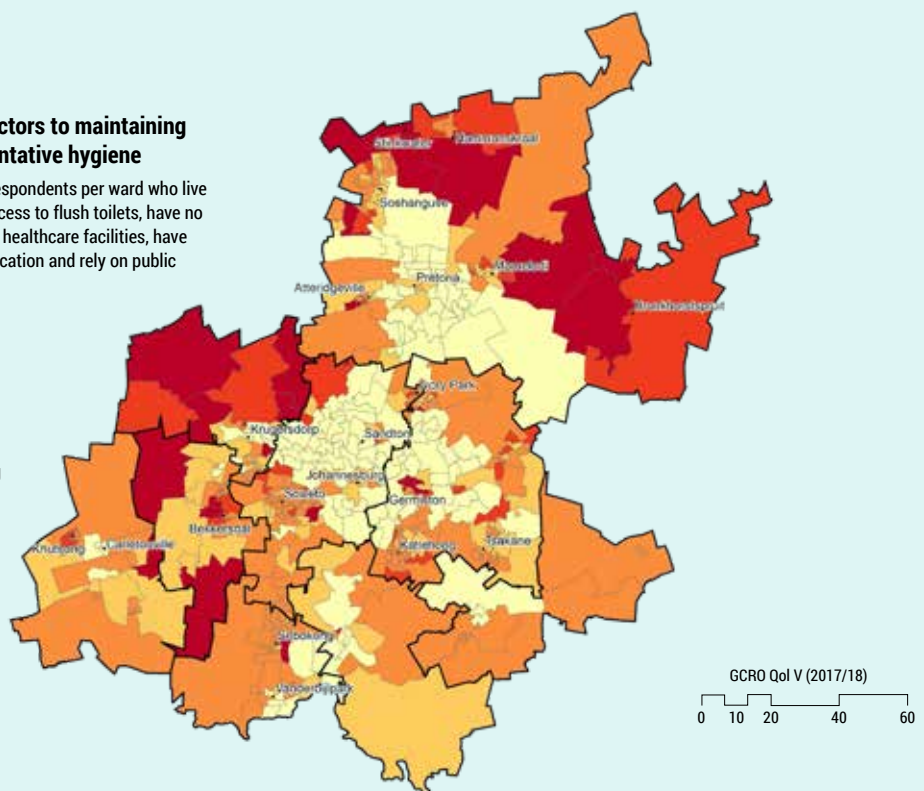 ctors to maintaining
ntative hygiene
espondents per ward who live
cess to flush toilets, have no
healthcare facilities, have
cation and rely on public
Hammanskraal
Soshanguve
Mamelodi
Pretoria
Atteridgeville
Bronkhorstspruit
Ivory Park
Krugersdorp
Sandton
Johannesburg
Soweto
Germiston
Bekkersdal
Khutsong
Carletonville
Katlehong
Tsakane
Sebokeng
Vanderbijlpark
GCRO Qol V (2017/18)
0 10 20 40 60